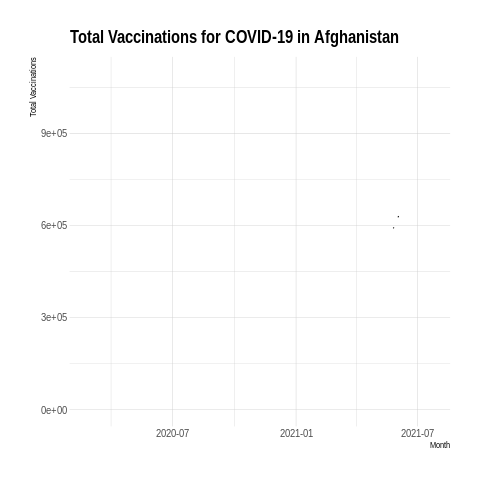 Total Vaccinations for COVID-19 in Afghanistan
Total Vaccinations
9e+05
6e+05
3e+05
0e+00
2020-07 2021-01 2021-07
Month